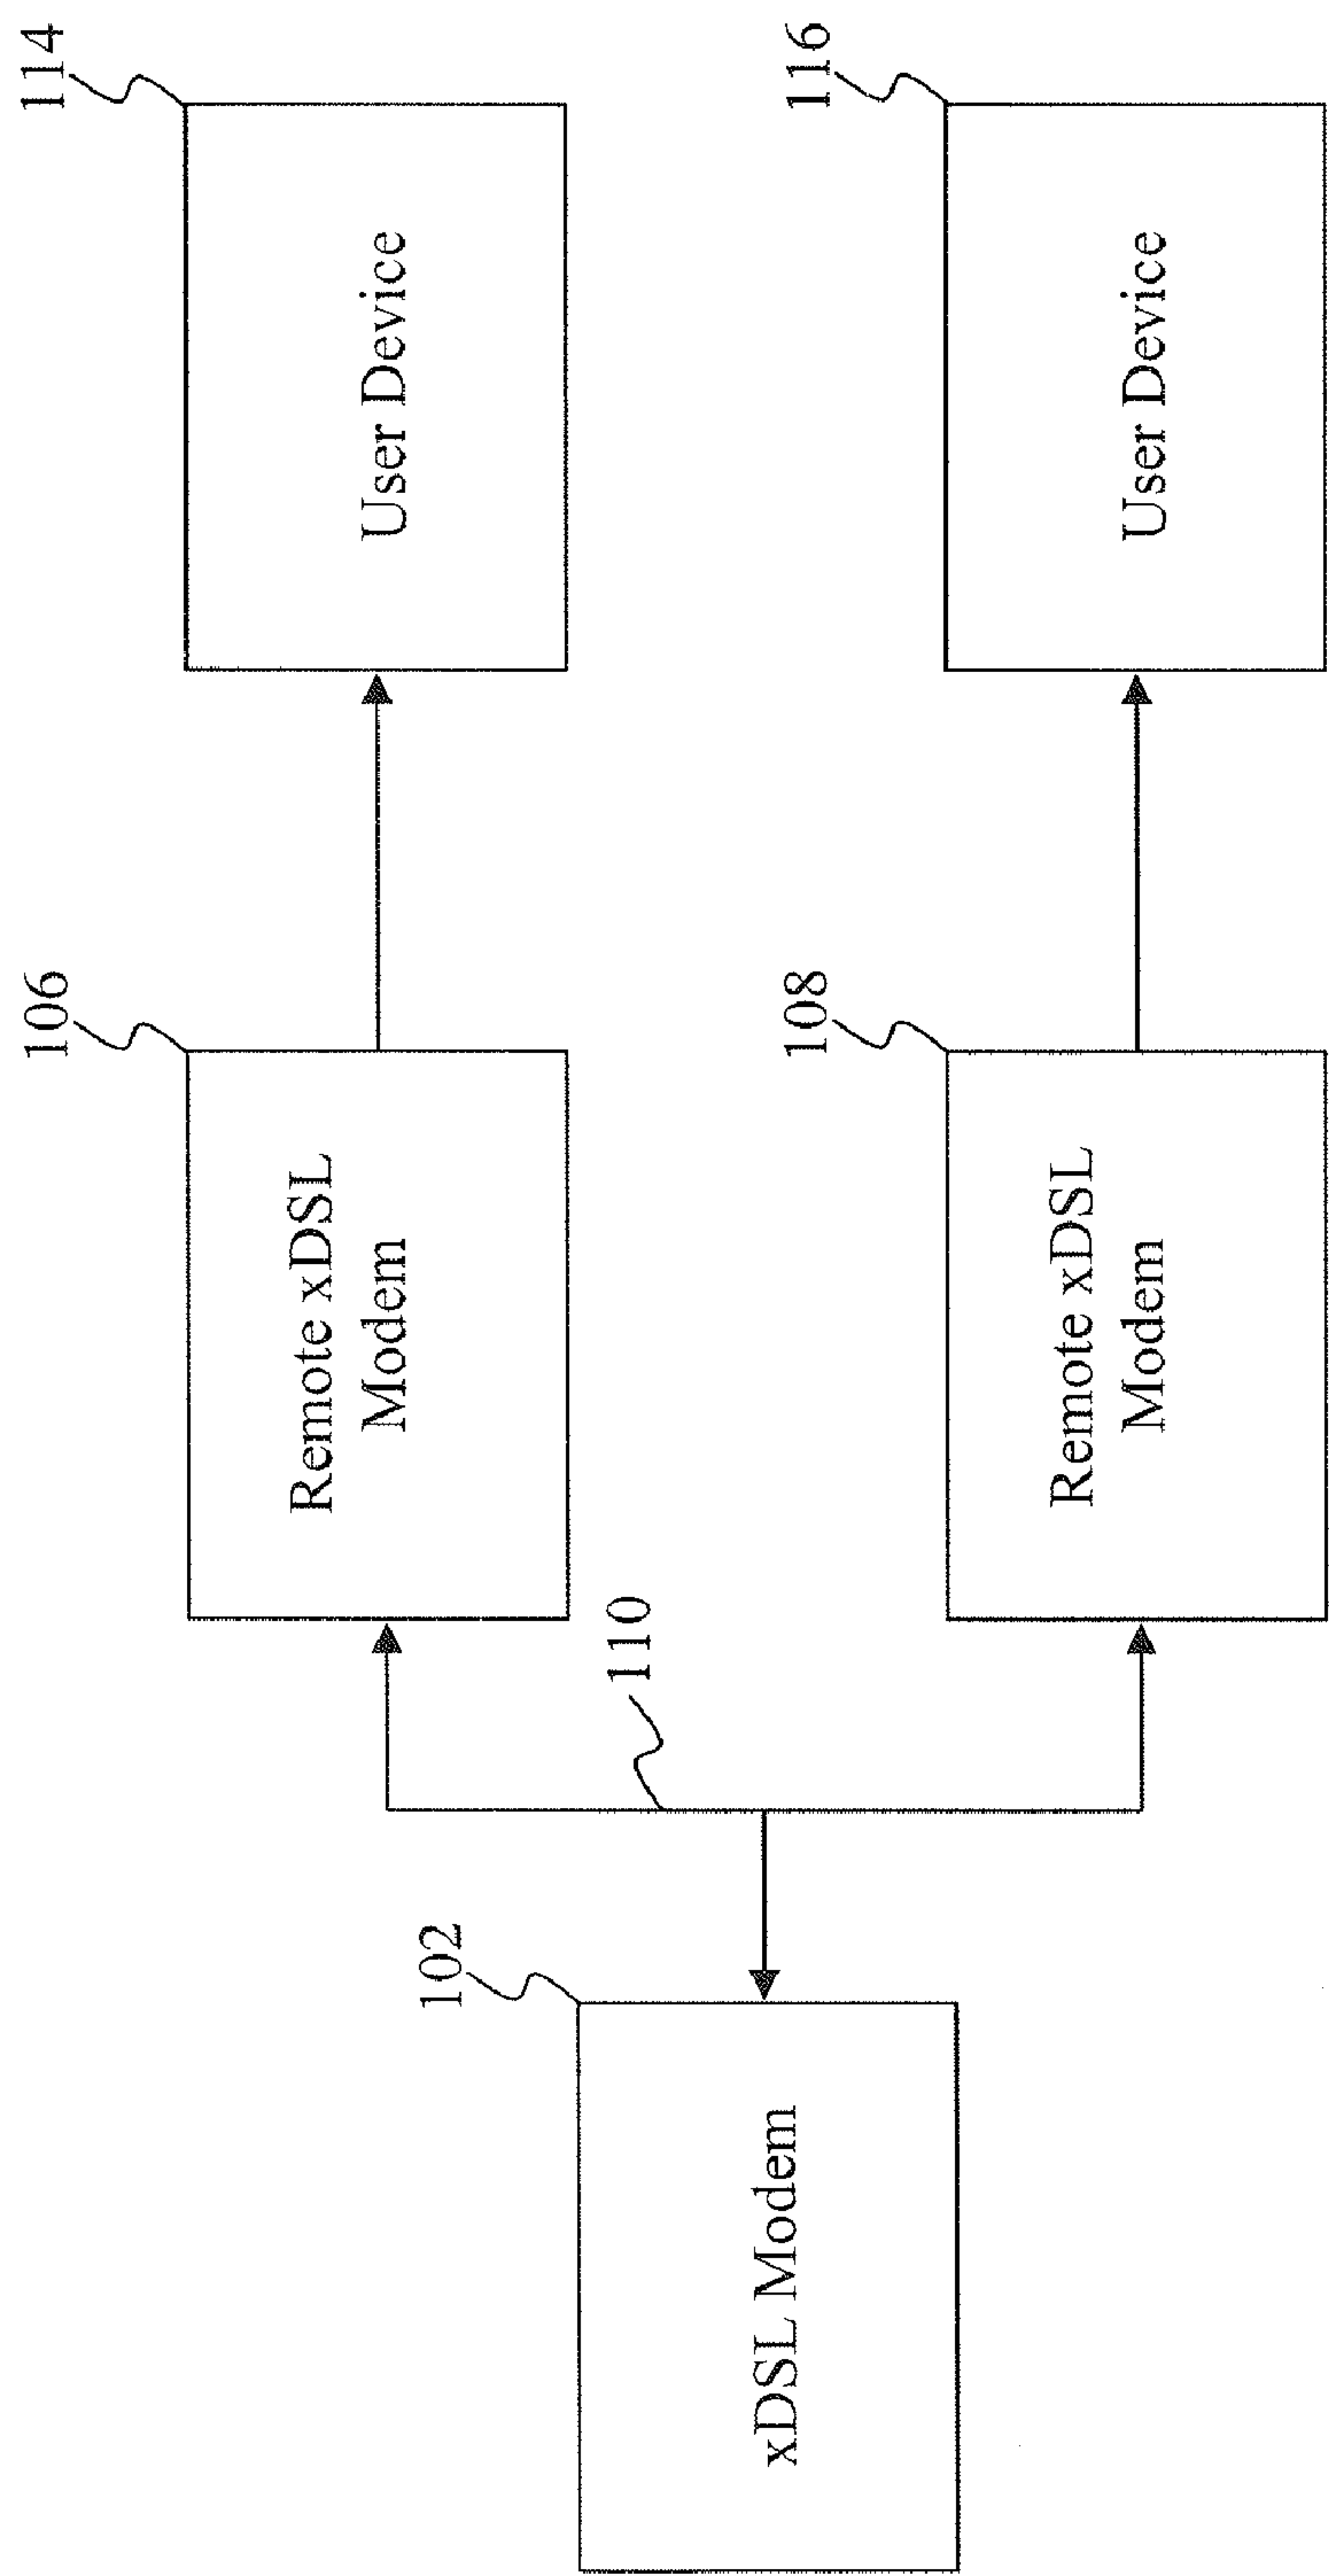 102
xDSL Modem
110
106
Remote xDSL
Modem
114
User Device
108
Remote xDSL
Modem
116
User Device